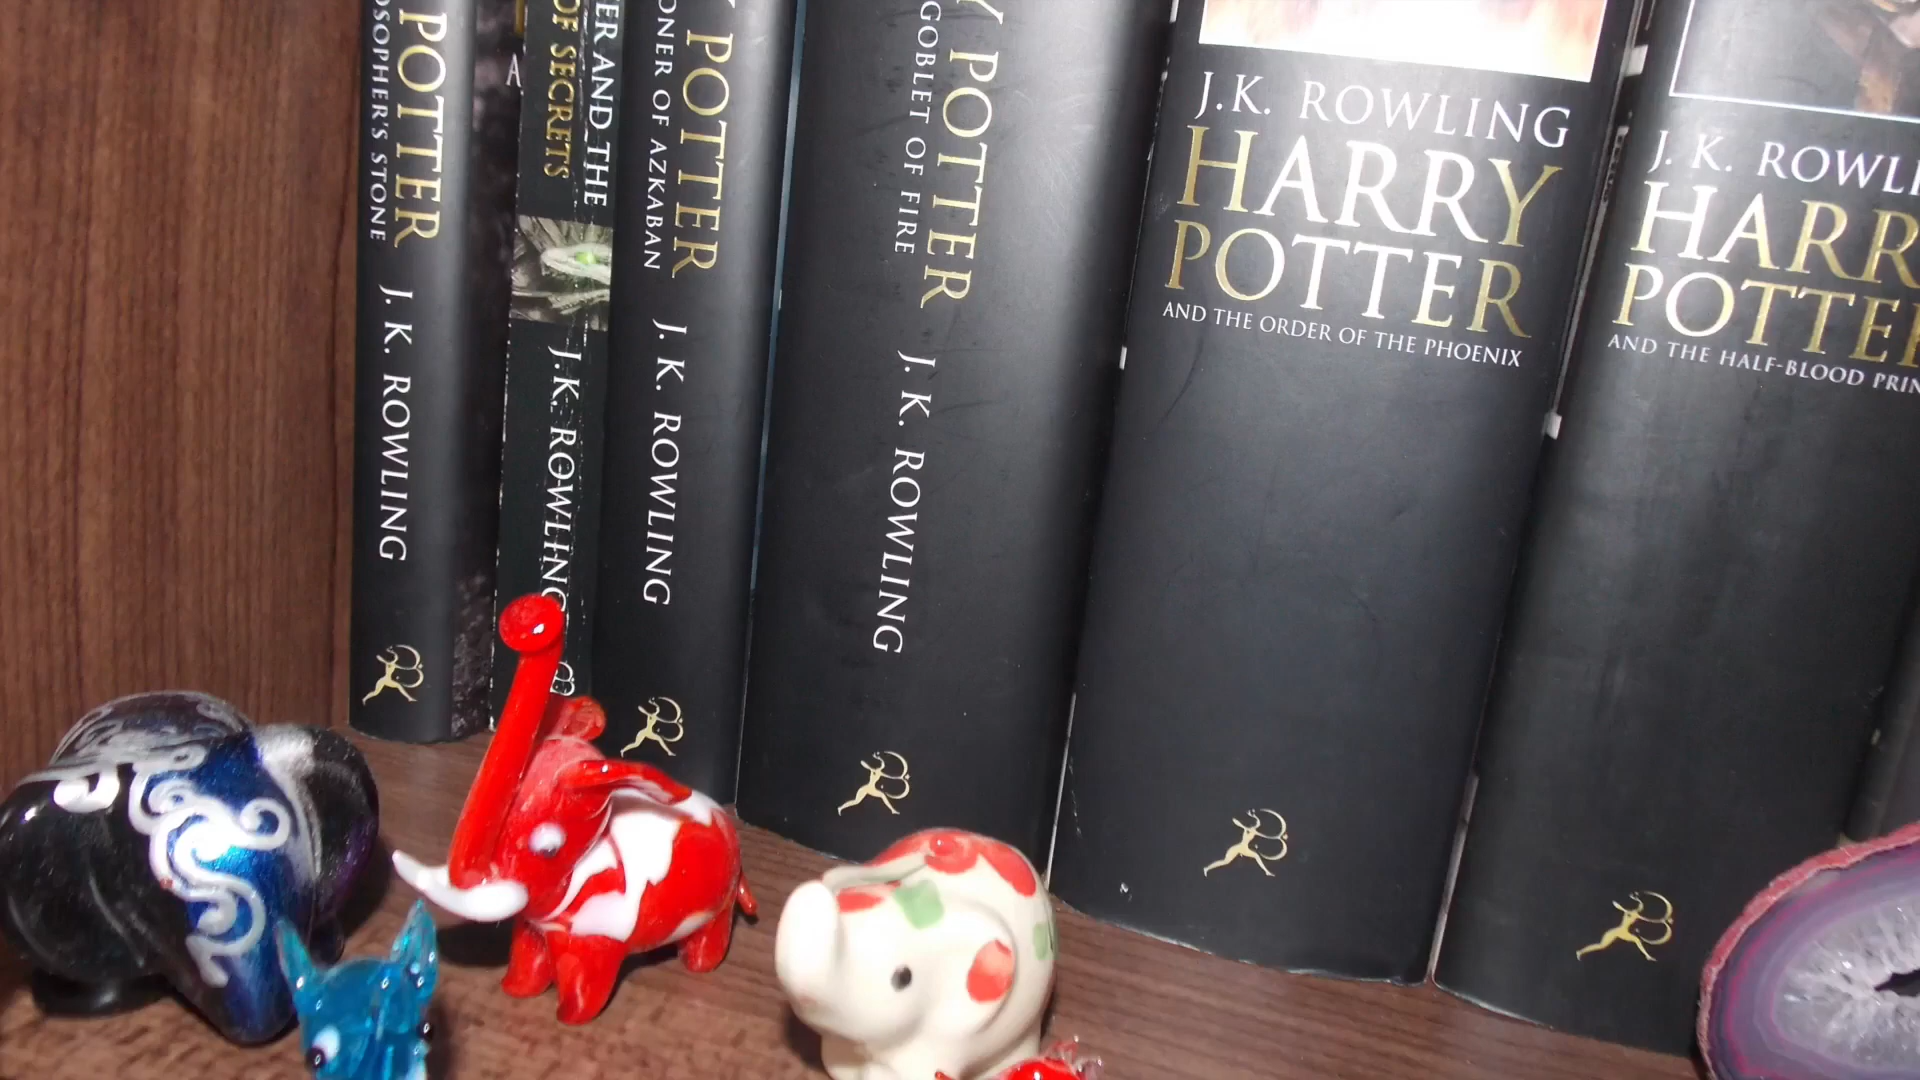 POTTER
OSOPHER'S STONE
J. K. ROWLING
A
ER AND THE
OF SECRETS
J.K. ROWLING
POTTER
ONER OF AZKABAN
J. K. ROWLING
Y POTTER
GOBLET OF FIRE
J. K. ROWLING
J.K. ROWLING
HARRY
POTTER
AND THE ORDER OF THE PHOENIX
J. K. ROWLI
HARR
POTTE
AND THE HALF-BLOOD PRIN